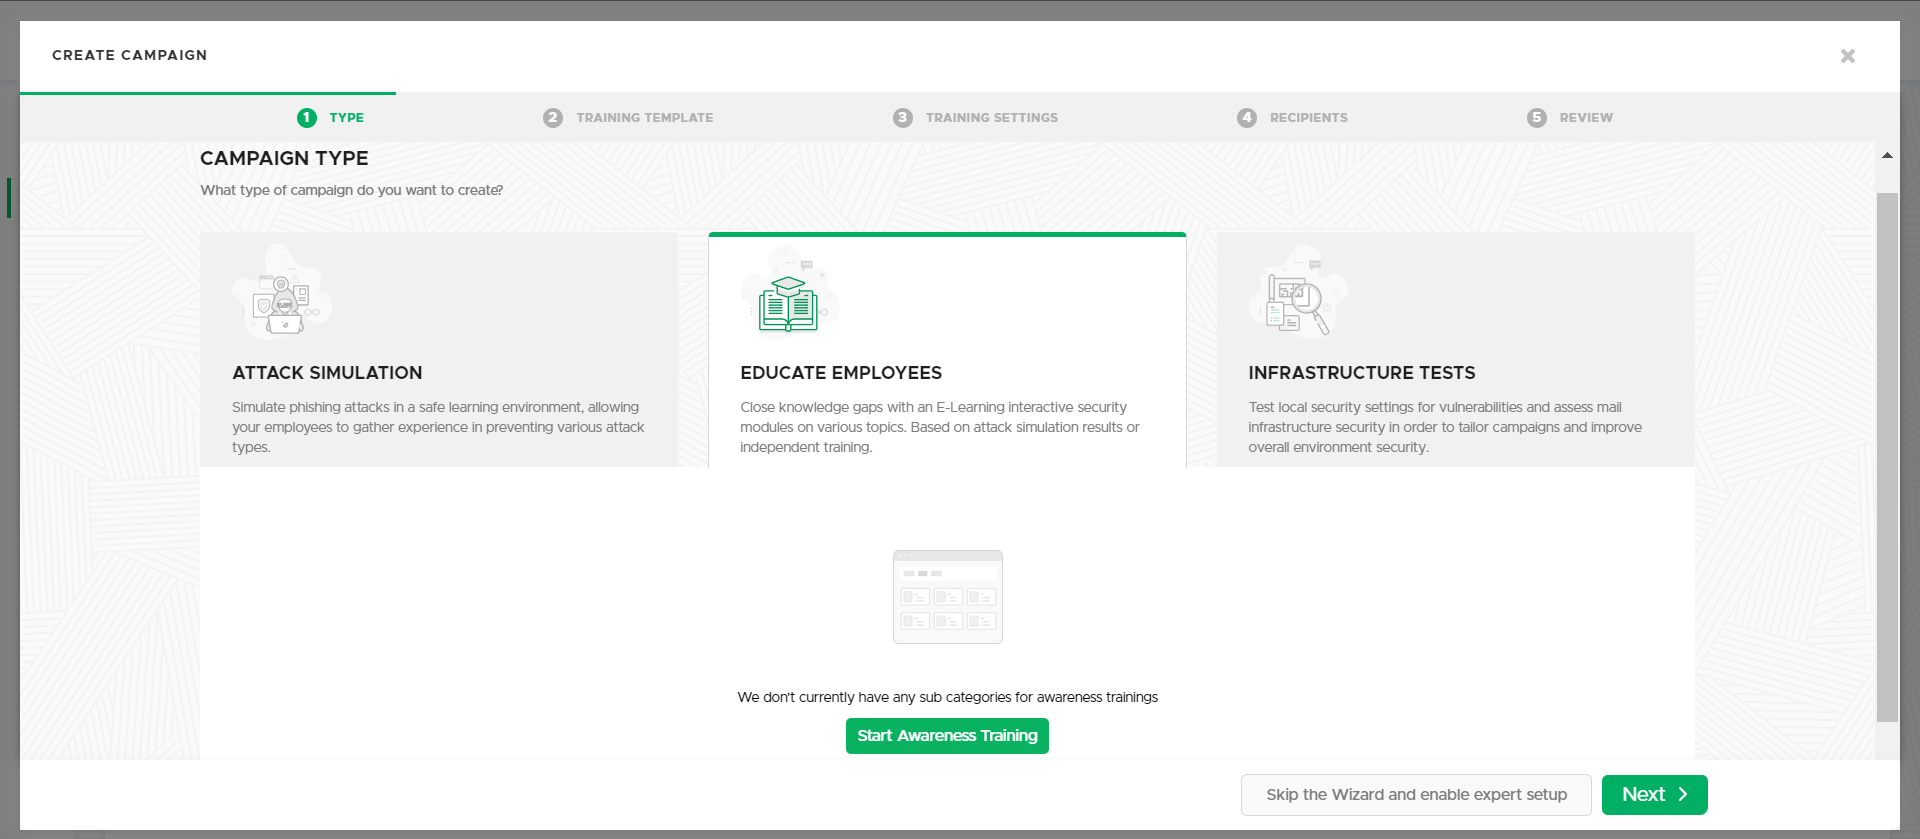 CREATE CAMPAIGN
1 TYPE
2 TRAINING TEMPLATE
3 TRAINING SETTINGS
4 RECIPIENTS
5 REVIEW
CAMPAIGN TYPE
What type of campaign do you want to create?
ATTACK SIMULATION
Simulate phishing attacks in a safe learning environment, allowing
your employees to gather experience in preventing various attack
types.
EDUCATE EMPLOYEES
Close knowledge gaps with an E-Learning interactive security
modules on various topics. Based on attack simulation results or
independent training.
INFRASTRUCTURE TESTS
Test local security settings for vulnerabilities and assess mail
infrastructure security in order to tailor campaigns and improve
overall environment security.
We don't currently have any sub categories for awareness trainings
Start Awareness Training
Skip the Wizard and enable expert setup
Next